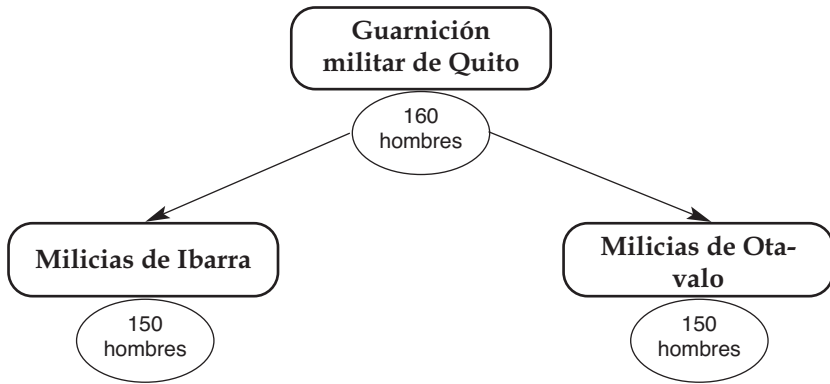 Guarnición
militar de Quito
160
hombres
Milicias de Ibarra
150
hombres
Milicias de Ota-
valo
150
hombres